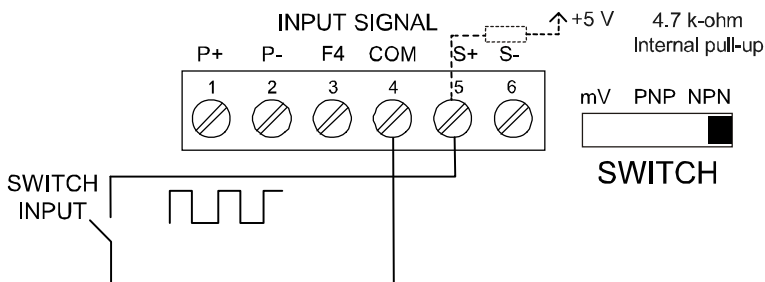 INPUT SIGNAL
+5 V
4.7 k-ohm
Internal pull-up
P+ P- F4 COM S+ S-
1 2 3 4 5 6
mV PNP NPN
SWITCH
SWITCH
INPUT